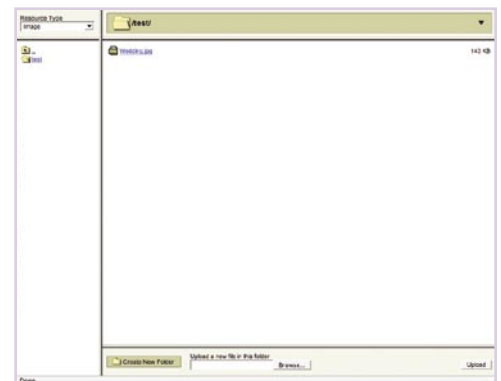 Resource Type
Image
/test/
..
test
143 KB
Create New Folder
Upload a new file in this folder
Browse...
Upload
Done